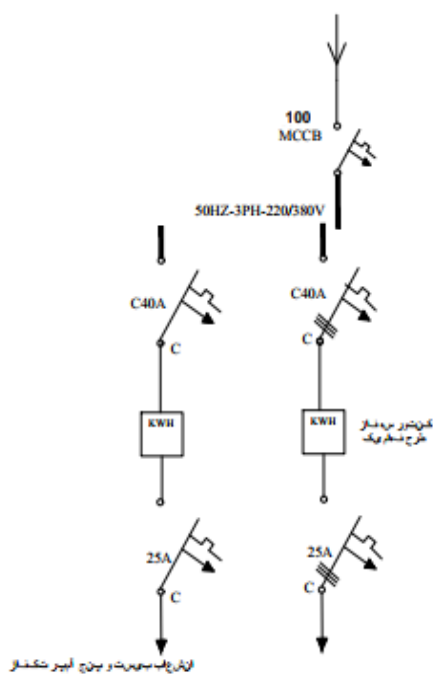 100
MCCB
50HZ-3PH-220/380V
C40A
C
C40A
C
KWH
KWH
کنتور سه فاز
طرح یک
25A
C
25A
C
انشعاب بیست و پنج آمپر تکفاز